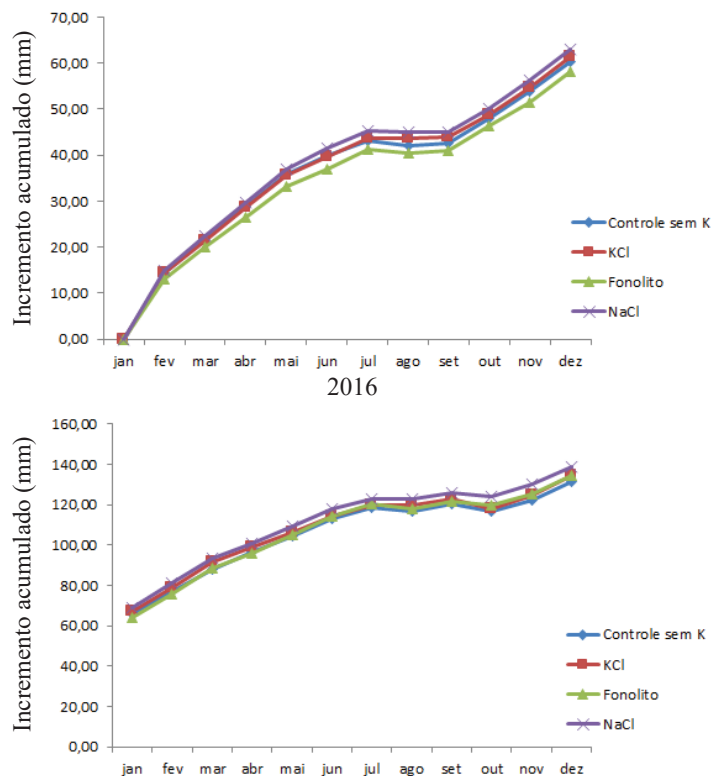 70,00
60,00
50,00
40,00
30,00
20,00
10,00
0,00
Incremento acumulado (mm)
Controle sem K
KCl
Fonolito
NaCl
jan fev mar abr mai jun jul ago set out nov dez
2016
160,00
140,00
120,00
100,00
80,00
60,00
40,00
20,00
0,00
Incremento acumulado (mm)
Controle sem K
KCl
Fonolito
NaCl
jan fev mar abr mai jun jul ago set out nov dez